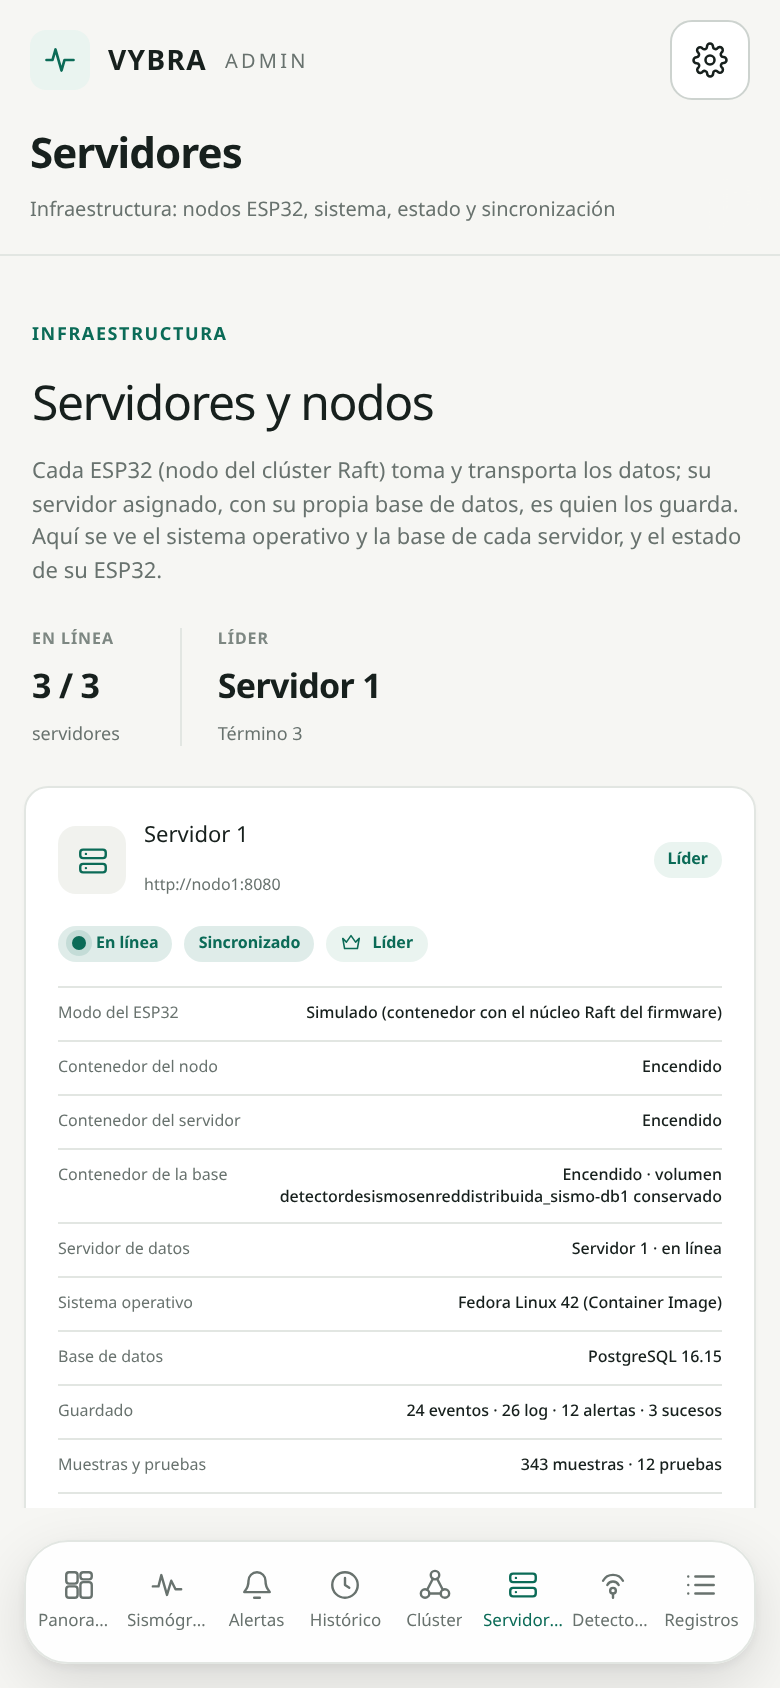 VYBRA ADMIN
Servidores
Infraestructura: nodos ESP32, sistema, estado y sincronización
INFRAESTRUCTURA
Servidores y nodos
Cada ESP32 (nodo del clúster Raft) toma y transporta los datos; su
servidor asignado, con su propia base de datos, es quien los guarda.
Aquí se ve el sistema operativo y la base de cada servidor, y el estado
de su ESP32.
EN LÍNEA
3 / 3
servidores
LÍDER
Servidor 1
Término 3
Servidor 1
http://nodo1:8080
Líder
En línea
Sincronizado
Líder
Modo del ESP32 Simulado (contenedor con el núcleo Raft del firmware)
Contenedor del nodo Encendido
Contenedor del servidor Encendido
Contenedor de la base Encendido · volumen
detectordesismosenreddistribuida_sismo-db1 conservado
Servidor de datos Servidor 1 · en línea
Sistema operativo Fedora Linux 42 (Container Image)
Base de datos PostgreSQL 16.15
Guardado 24 eventos · 26 log · 12 alertas · 3 sucesos
Muestras y pruebas 343 muestras · 12 pruebas
Panora... Sismógr... Alertas Histórico Clúster Servidor... Detecto... Registros